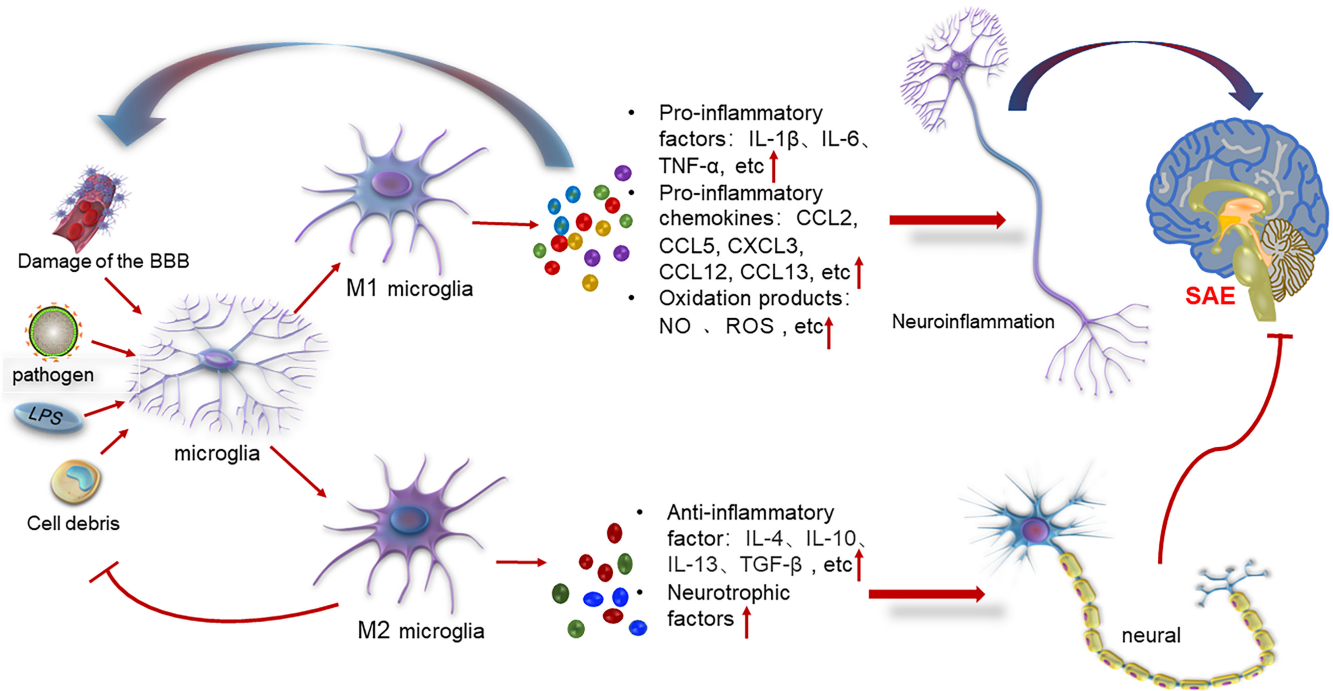 Damage of the BBB
pathogen
LPS
Cell debris
microglia
M1 microglia
M2 microglia
• Pro-inflammatory
factors：IL-1β、IL-6、
TNF-α, etc
• Pro-inflammatory
chemokines：CCL2,
CCL5, CXCL3,
CCL12, CCL13, etc
• Oxidation products：
NO 、ROS , etc
Neuroinflammation
SAE
• Anti-inflammatory
factor：IL-4、IL-10、
IL-13、TGF-β , etc
• Neurotrophic
factors
neural